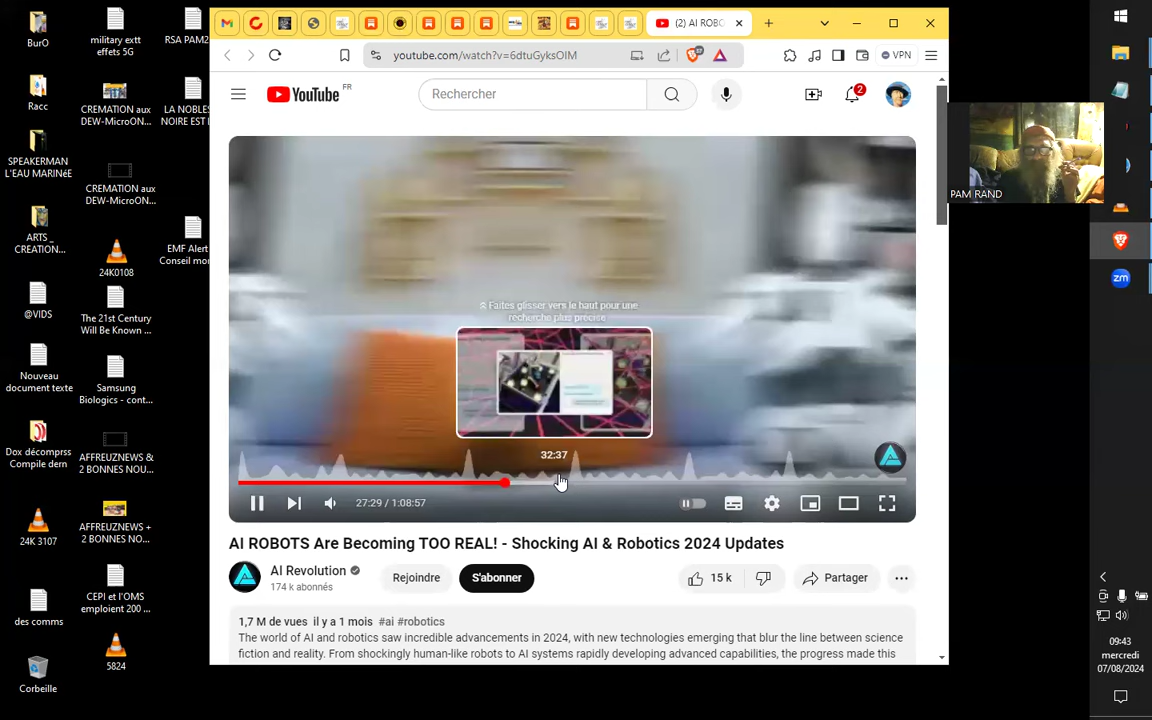 BurO
Racc
SPEAKERMAN
L'EAU MARINéE
ARTS _
CREATION...
@VIDS
Nouveau
document texte
Dox décomprss
Compile dern
24K 3107
des comms
Corbeille
military extt
effets 5G
CREMATION aux
DEW-MicroON...
CREMATION aux
DEW-MicroON...
24K0108
The 21st Century
Will Be Known ...
Samsung
Biologics - cont...
AFFREUZNEWS &
2 BONNES NOU...
AFFREUZNEWS +
2 BONNES NO...
CEPI et l'OMS
emploient 200 ...
5824
RSA PAM2
LA NOBLES
NOIRE EST I
EMF Alert
Conseil mor
(2) AI ROBO
youtube.com/watch?v=6dtuGyksOIM
VPN
YouTube FR
Rechercher
2
Faites glisser vers le haut pour une
recherche plus précise
32:37
27:29 / 1:08:57
AI ROBOTS Are Becoming TOO REAL! - Shocking AI & Robotics 2024 Updates
AI Revolution
174 k abonnés
Rejoindre
S'abonner
15 k
Partager
1,7 M de vues il y a 1 mois #ai #robotics
The world of AI and robotics saw incredible advancements in 2024, with new technologies emerging that blur the line between science
fiction and reality. From shockingly human-like robots to AI systems rapidly developing advanced capabilities, the progress made this
PAM RAND
zm
09:43
mercredi
07/08/2024